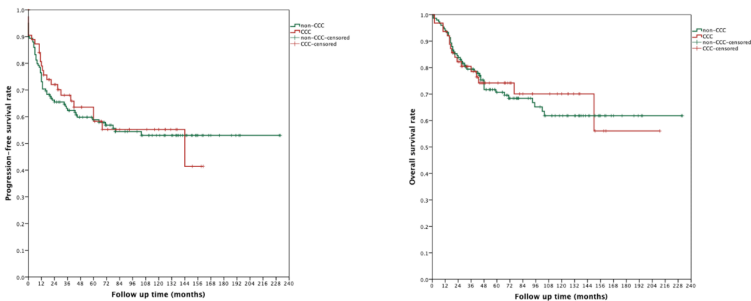 Progression-free survival rate
1.0
0.9
0.8
0.7
0.6
0.5
0.4
0.3
0.2
0.1
0.0
0 12 24 36 48 60 72 84 96 108 120 132 144 156 168 180 192 204 216 228 240
Follow up time (months)
non-CCC
CCC
non-CCC-censored
CCC-censored
Overall survival rate
1.0
0.9
0.8
0.7
0.6
0.5
0.4
0.3
0.2
0.1
0.0
0 12 24 36 48 60 72 84 96 108 120 132 144 156 168 180 192 204 216 228 240
Follow up time (months)
non-CCC
CCC
non-CCC-censored
CCC-censored